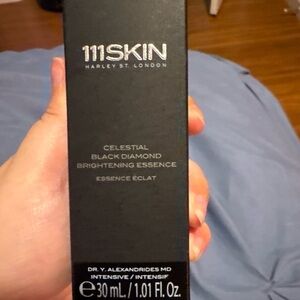 111SKIN
HARLEY ST. LONDON
CELESTIAL
BLACK DIAMOND
BRIGHTENING ESSENCE
ESSENCE ÉCLAT
DR. Y. ALEXANDRIDES MD
INTENSIVE / INTENSIF
℮ 30 mL / 1.01 Fl. Oz.